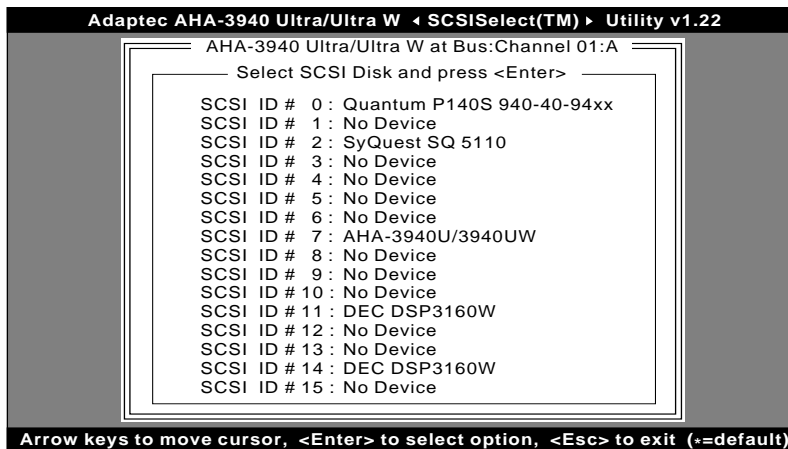 Adaptec AHA-3940 Ultra/Ultra W ◂ SCSISelect(TM) ▸ Utility v1.22
AHA-3940 Ultra/Ultra W at Bus:Channel 01:A
Select SCSI Disk and press <Enter>
SCSI ID # 0 : Quantum P140S 940-40-94xx
SCSI ID # 1 : No Device
SCSI ID # 2 : SyQuest SQ 5110
SCSI ID # 3 : No Device
SCSI ID # 4 : No Device
SCSI ID # 5 : No Device
SCSI ID # 6 : No Device
SCSI ID # 7 : AHA-3940U/3940UW
SCSI ID # 8 : No Device
SCSI ID # 9 : No Device
SCSI ID # 10 : No Device
SCSI ID # 11 : DEC DSP3160W
SCSI ID # 12 : No Device
SCSI ID # 13 : No Device
SCSI ID # 14 : DEC DSP3160W
SCSI ID # 15 : No Device
Arrow keys to move cursor, <Enter> to select option, <Esc> to exit (*=default)